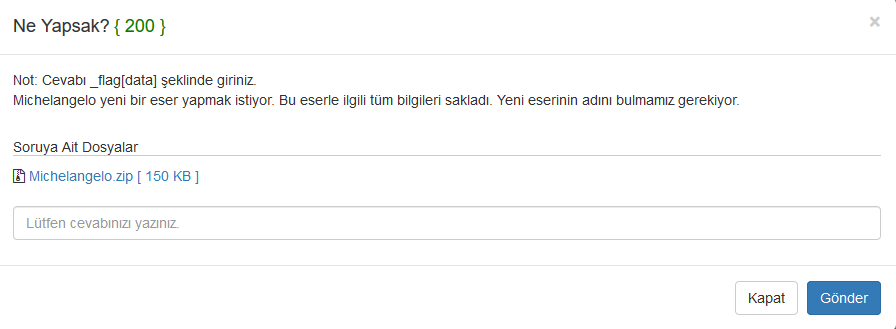 Ne Yapsak? { 200 }
×
Not: Cevabı _flag[data] şeklinde giriniz.
Michelangelo yeni bir eser yapmak istiyor. Bu eserle ilgili tüm bilgileri sakladı. Yeni eserinin adını bulmamız gerekiyor.
Soruya Ait Dosyalar
Michelangelo.zip [ 150 KB ]
Lütfen cevabınızı yazınız.
Kapat Gönder